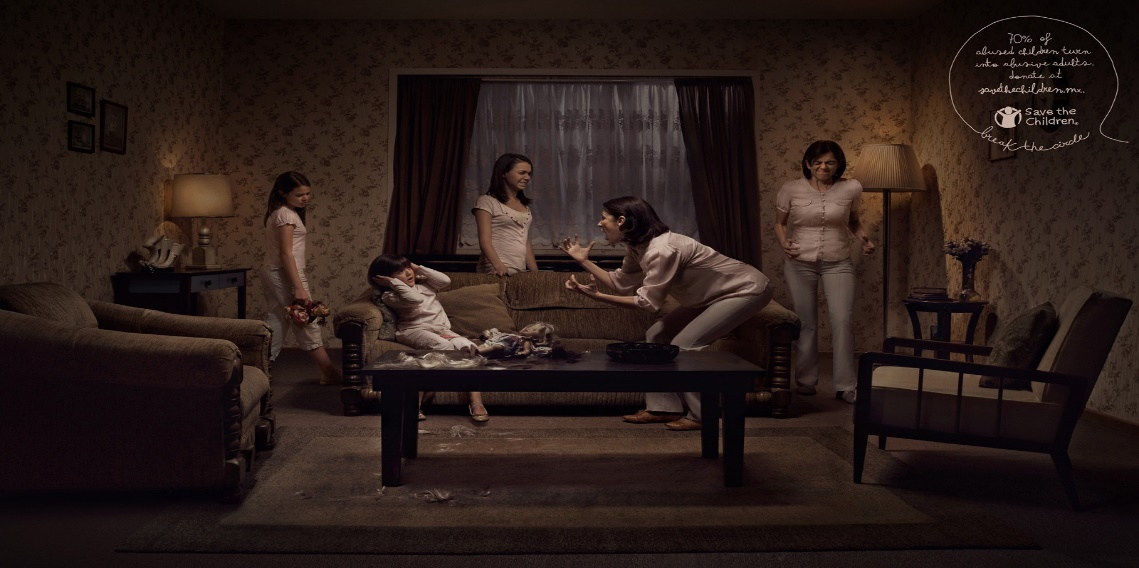 70% of
abused children turn
into abusive adults.
donate at
savethechildren.mx.
Save the
Children®
break the circle